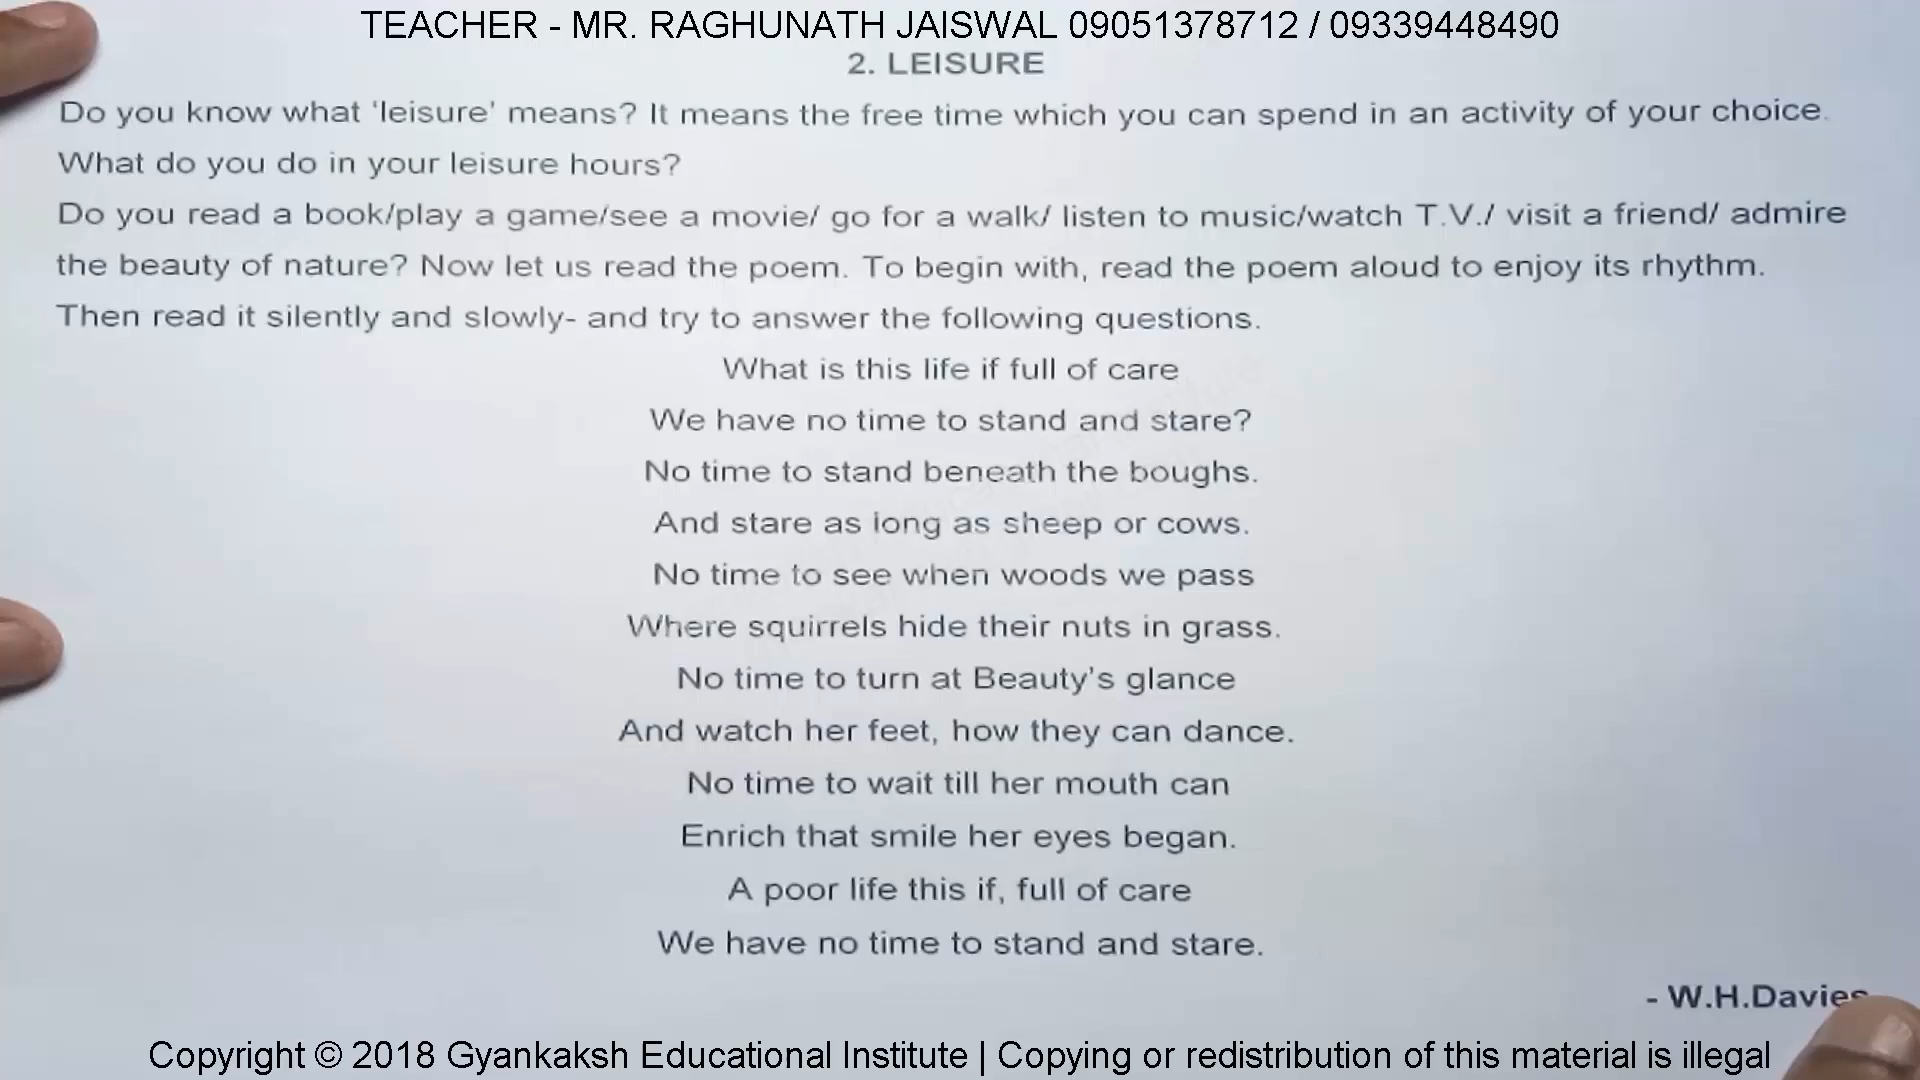 TEACHER - MR. RAGHUNATH JAISWAL 09051378712 / 09339448490
2. LEISURE
Do you know what 'leisure' means? It means the free time which you can spend in an activity of your choice.
What do you do in your leisure hours?
Do you read a book/play a game/see a movie/ go for a walk/ listen to music/watch T.V./ visit a friend/ admire
the beauty of nature? Now let us read the poem. To begin with, read the poem aloud to enjoy its rhythm.
Then read it silently and slowly- and try to answer the following questions.
What is this life if full of care
We have no time to stand and stare?
No time to stand beneath the boughs.
And stare as long as sheep or cows.
No time to see when woods we pass
Where squirrels hide their nuts in grass.
No time to turn at Beauty's glance
And watch her feet, how they can dance.
No time to wait till her mouth can
Enrich that smile her eyes began.
A poor life this if, full of care
We have no time to stand and stare.
- W.H.Davies
Copyright © 2018 Gyankaksh Educational Institute | Copying or redistribution of this material is illegal